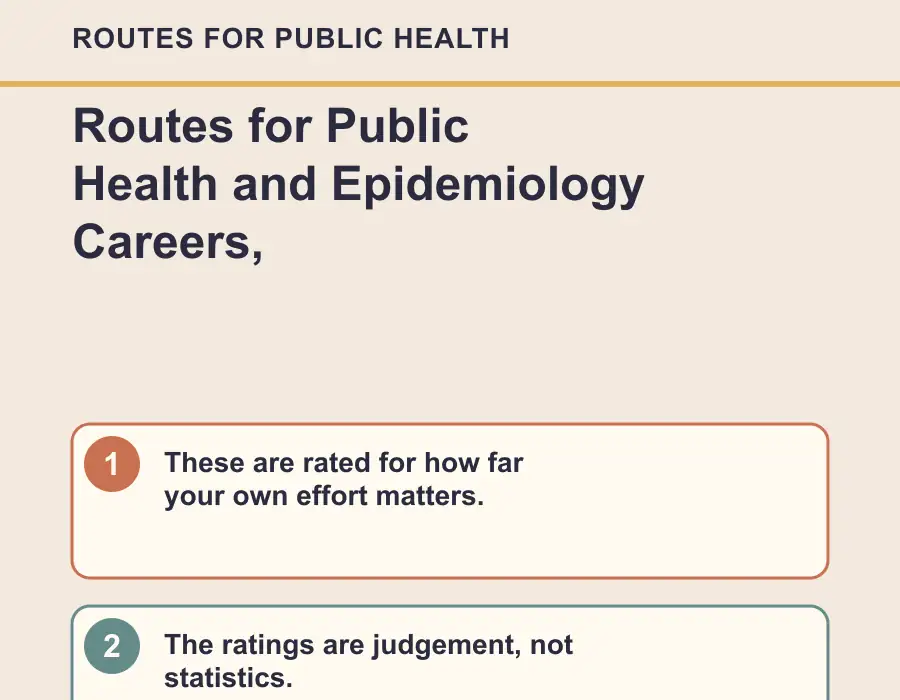 ROUTES FOR PUBLIC HEALTH
Routes for Public
Health and Epidemiology
Careers,
1
These are rated for how far
your own effort matters.
2
The ratings are judgement, not
statistics.